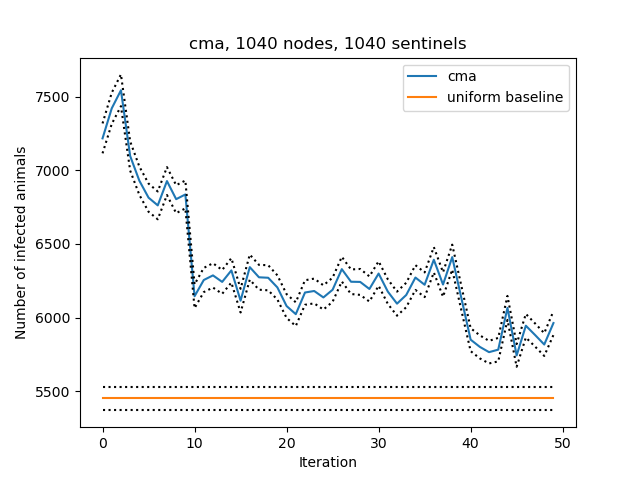 cma, 1040 nodes, 1040 sentinels
cma
uniform baseline
Number of infected animals
7500
7000
6500
6000
5500
0 10 20 30 40 50
Iteration